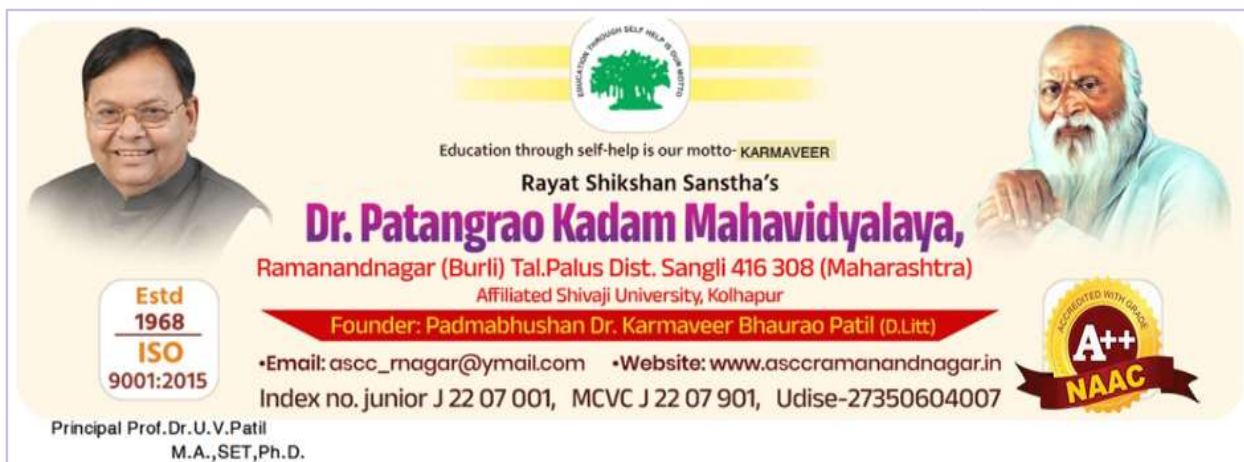 EDUCATION THROUGH SELF HELP IS OUR MOTTO
Education through self-help is our motto- KARMAVEER
Rayat Shikshan Sanstha's
Dr. Patangrao Kadam Mahavidyalaya,
Ramanandnagar (Burli) Tal.Palus Dist. Sangli 416 308 (Maharashtra)
Affiliated Shivaji University, Kolhapur
Founder: Padmabhushan Dr. Karmaveer Bhaurao Patil (D.Litt)
Estd
1968
ISO
9001:2015
•Email: ascc_rnagar@ymail.com •Website: www.asccramanandnagar.in
Index no. junior J 22 07 001, MCVC J 22 07 901, Udise-27350604007
ACCREDITED WITH GRADE
A++
NAAC
Principal Prof.Dr.U.V.Patil
M.A.,SET,Ph.D.